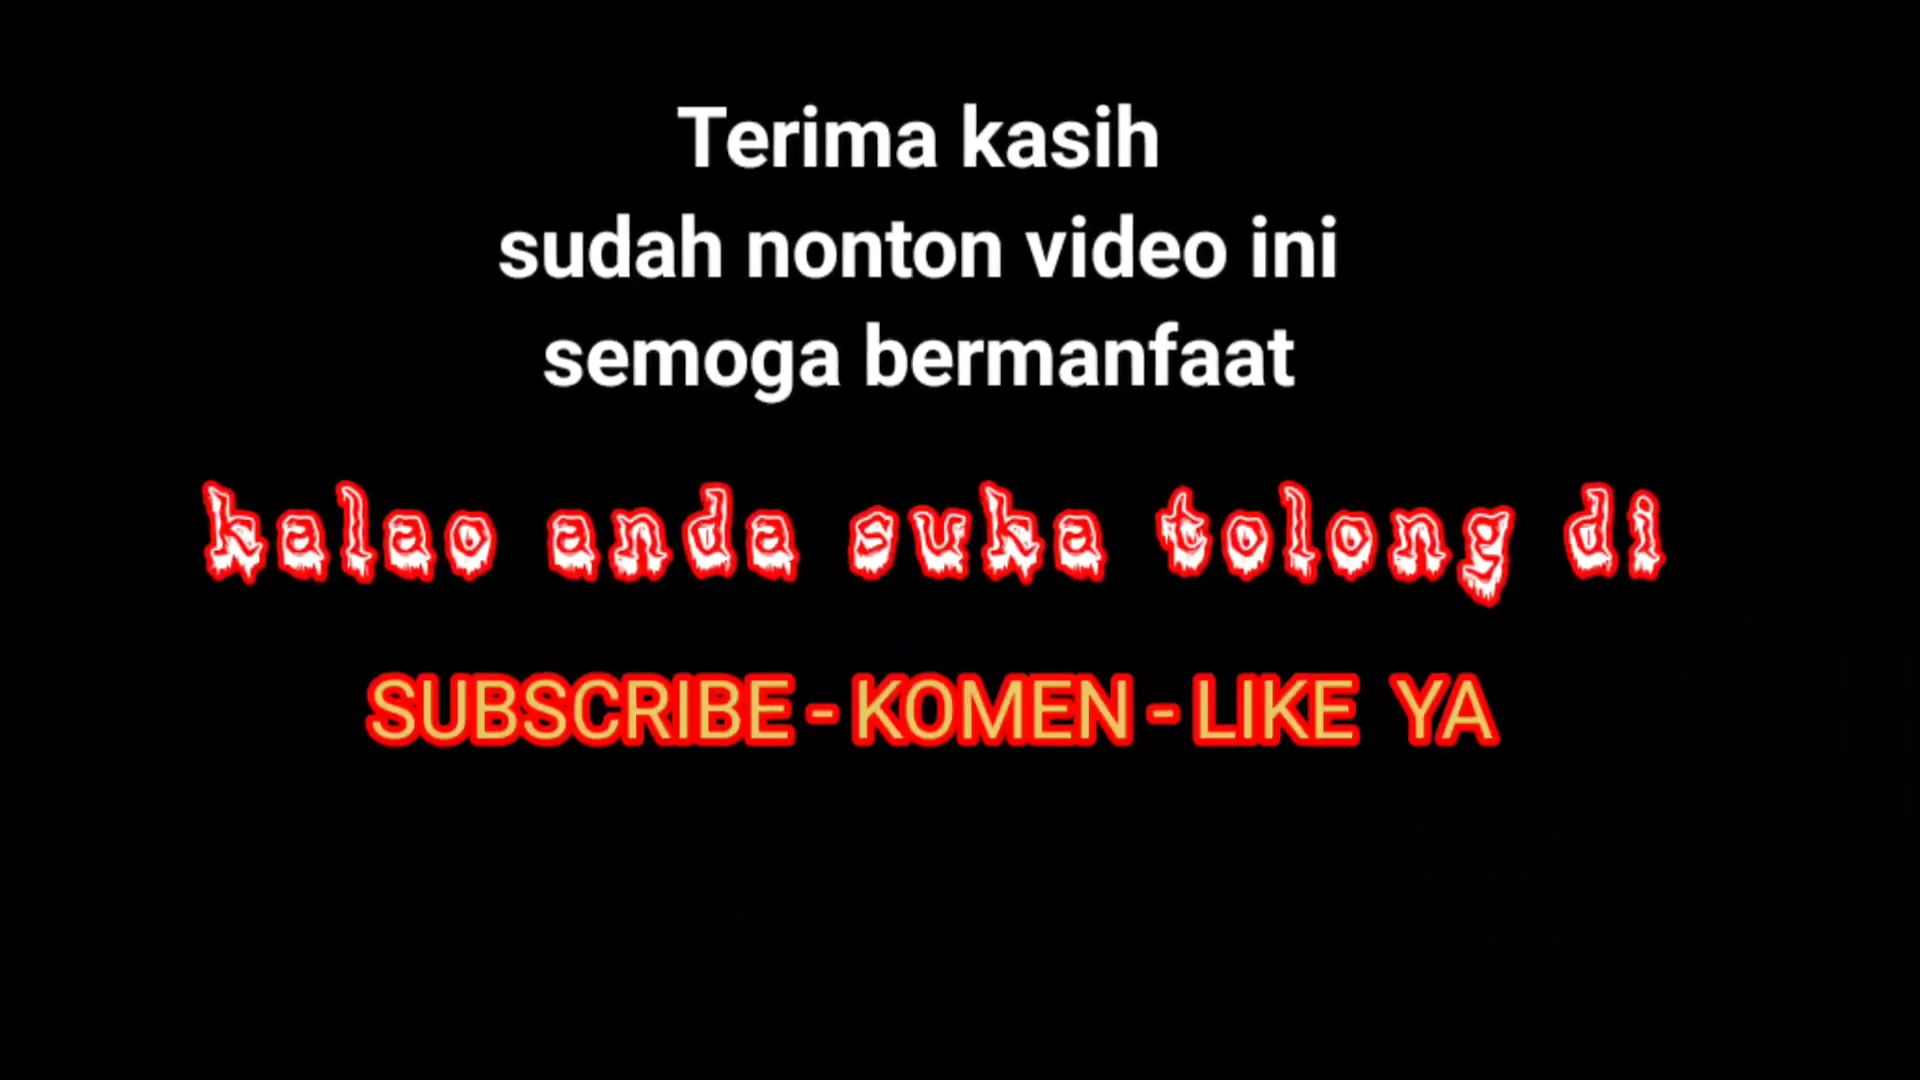 Terima kasih
sudah nonton video ini
semoga bermanfaat
kalao anda suka tolong di
SUBSCRIBE - KOMEN - LIKE YA